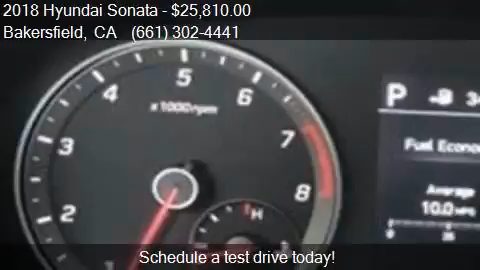 2018 Hyundai Sonata - $25,810.00
Bakersfield, CA (661) 302-4441
5
4
6
x1000rpm
P
3
7
Fuel Econo
8
Average
2
H
10.0
0
Schedule a test drive today!